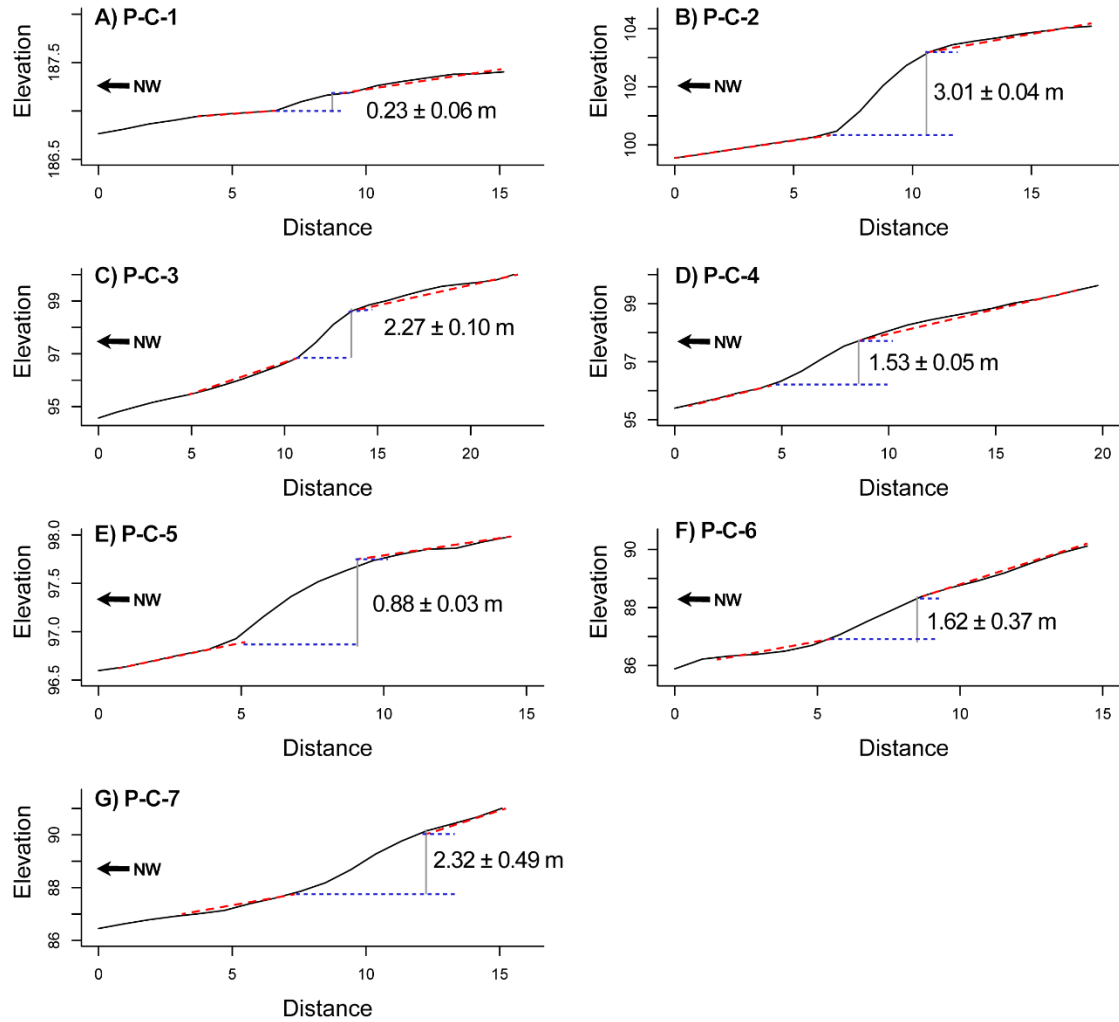 A) P-C-1
Elevation
187.5
186.5
NW
0.23 ± 0.06 m
0 5 10 15
Distance
B) P-C-2
Elevation
104
102
100
NW
3.01 ± 0.04 m
0 5 10 15
Distance
C) P-C-3
Elevation
99
97
95
NW
2.27 ± 0.10 m
0 5 10 15 20
Distance
D) P-C-4
Elevation
99
97
95
NW
1.53 ± 0.05 m
0 5 10 15 20
Distance
E) P-C-5
Elevation
98.0
97.5
96.0
96.5
NW
0.88 ± 0.03 m
0 5 10 15
Distance
F) P-C-6
Elevation
90
88
86
NW
1.62 ± 0.37 m
0 5 10 15
Distance
G) P-C-7
Elevation
90
88
86
NW
2.32 ± 0.49 m
0 5 10 15
Distance